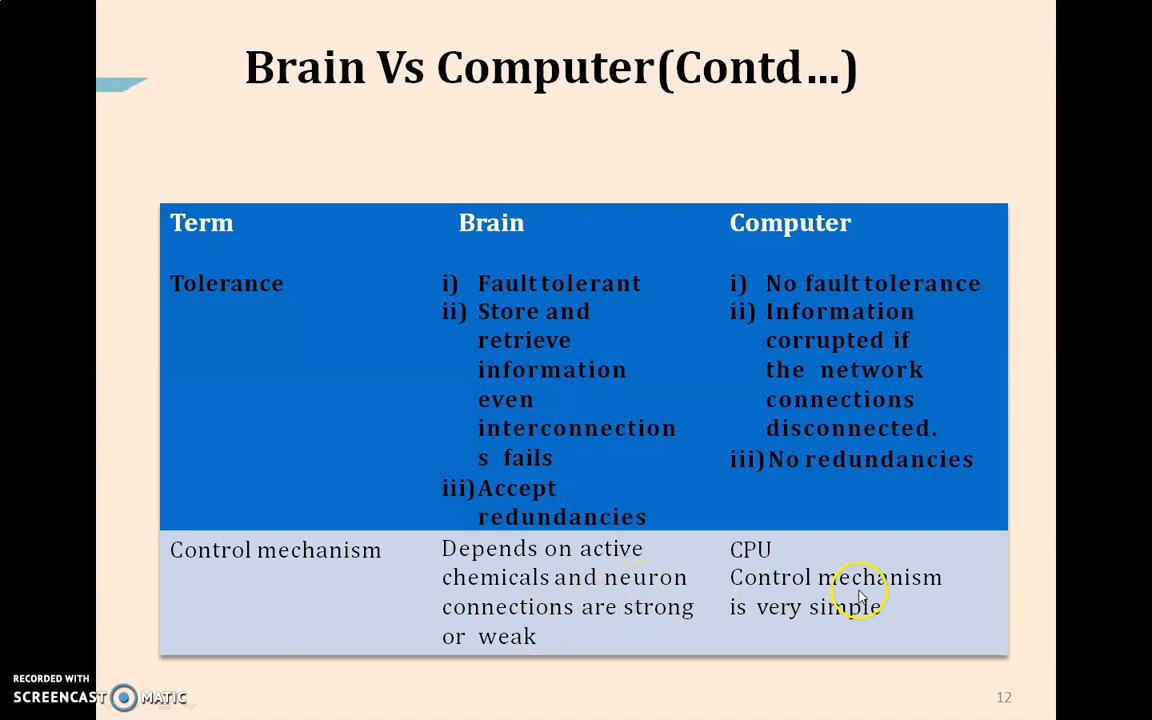 Brain Vs Computer(Contd...)
Term Brain Computer
Tolerance
i) Fault tolerant
ii) Store and
retrieve
information
even
interconnection
s fails
iii)Accept
redundancies
i) No fault tolerance
ii) Information
corrupted if
the network
connections
disconnected.
iii)No redundancies
Control mechanism
Depends on active
chemicals and neuron
connections are strong
or weak
CPU
Control mechanism
is very simple
RECORDED WITH
SCREENCAST MATIC
12